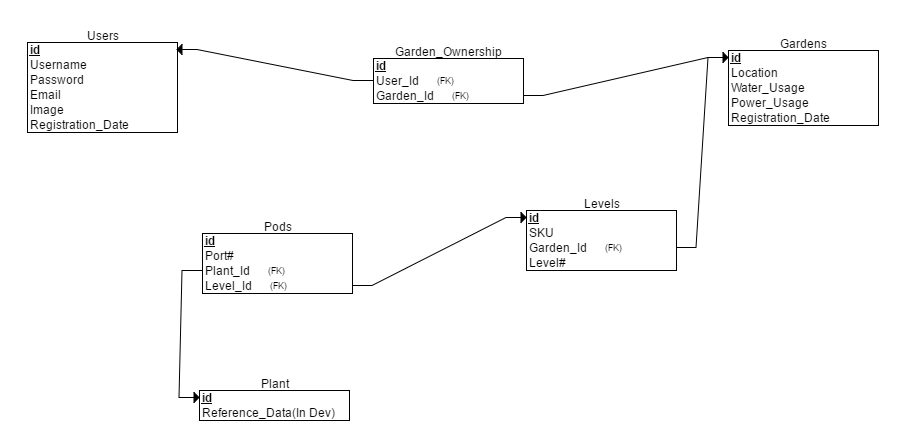 Users
id
Username
Password
Email
Image
Registration_Date
Garden_Ownership
id
User_Id (FK)
Garden_Id (FK)
Gardens
id
Location
Water_Usage
Power_Usage
Registration_Date
Levels
id
SKU
Garden_Id (FK)
Level#
Pods
id
Port#
Plant_Id (FK)
Level_Id (FK)
Plant
id
Reference_Data(In Dev)